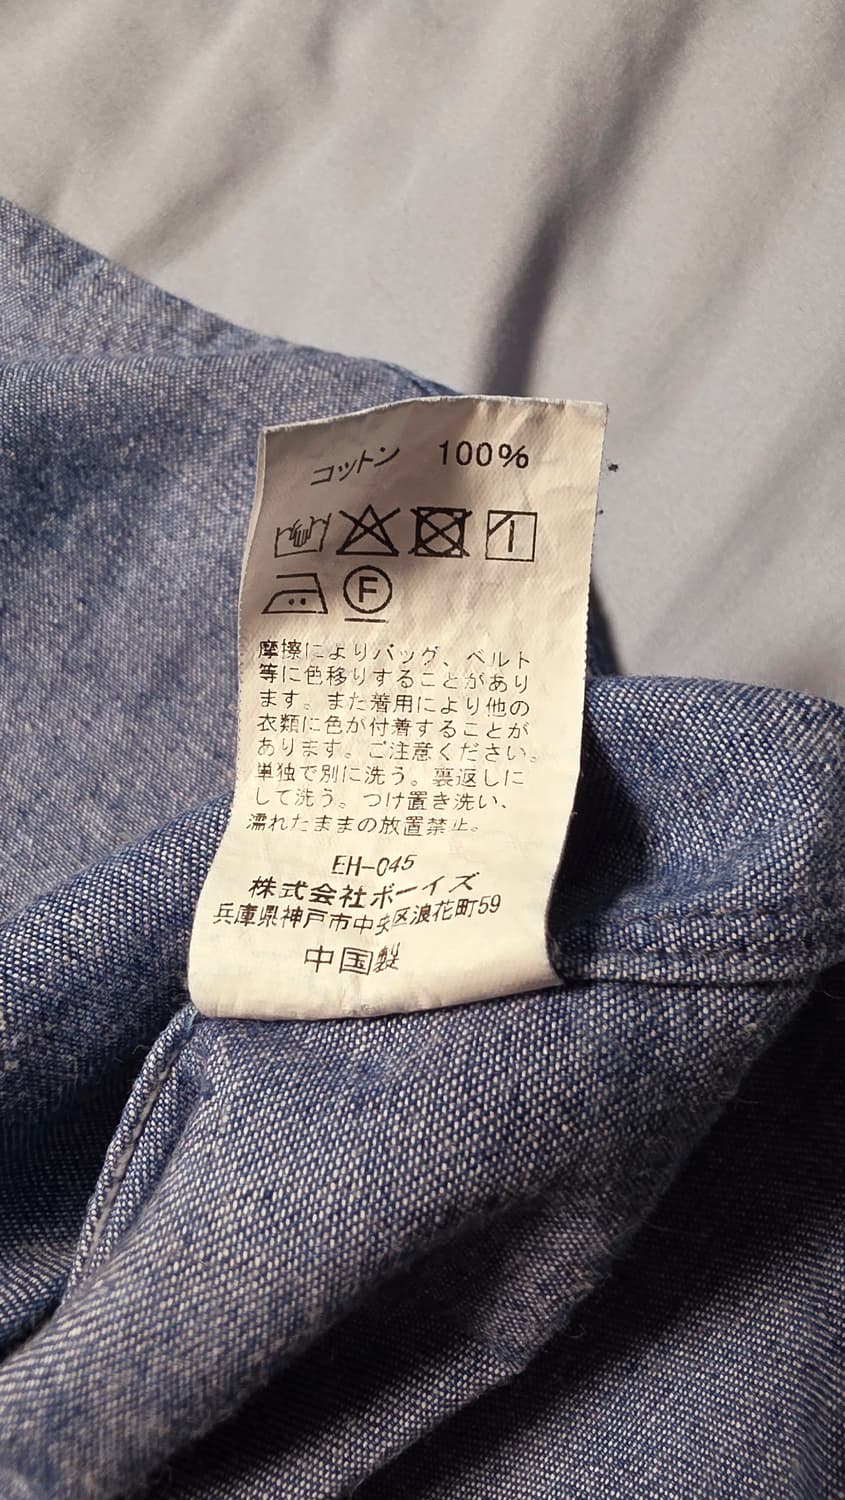 コットン 100%
F
摩擦によりバッグ、ベルト
等に色移りすることがあり
ます。また着用により他の
衣類に色が付着することが
あります。ご注意ください。
単独で別に洗う。裏返しに
して洗う。つけ置き洗い、
濡れたままの放置禁止。
EH-045
株式会社ボーイズ
兵庫県神戸市中央区浪花町59
中国製